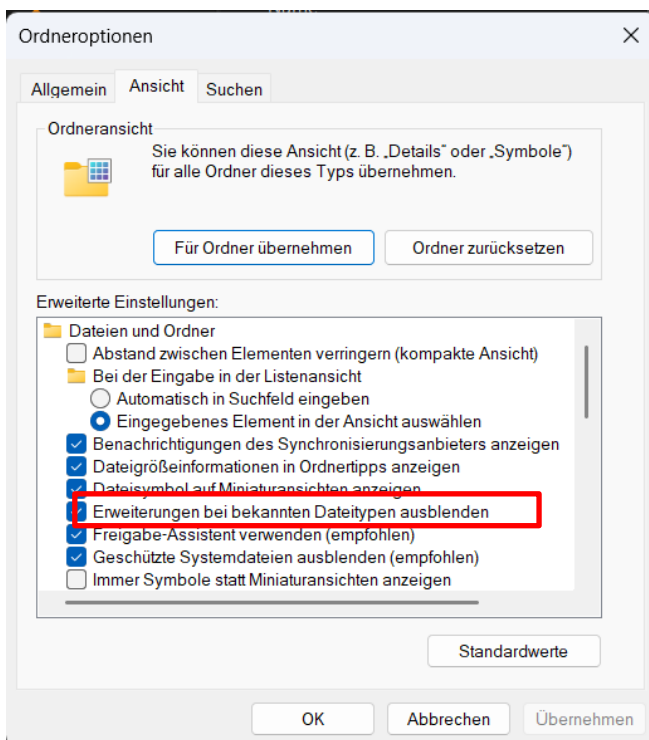 Ordneroptionen
Allgemein Ansicht Suchen
Ordneransicht
Sie können diese Ansicht (z. B. „Details“ oder „Symbole“)
für alle Ordner dieses Typs übernehmen.
Für Ordner übernehmen Ordner zurücksetzen
Erweiterte Einstellungen:
Dateien und Ordner
Abstand zwischen Elementen verringern (kompakte Ansicht)
Bei der Eingabe in der Listenansicht
Automatisch in Suchfeld eingeben
Eingegebenes Element in der Ansicht auswählen
Benachrichtigungen des Synchronisierungsanbieters anzeigen
Dateigrößeinformationen in Ordnertipps anzeigen
Dateisymbol auf Miniaturansichten anzeigen
Erweiterungen bei bekannten Dateitypen ausblenden
Freigabe-Assistent verwenden (empfohlen)
Geschützte Systemdateien ausblenden (empfohlen)
Immer Symbole statt Miniaturansichten anzeigen
Standardwerte
OK Abbrechen Übernehmen